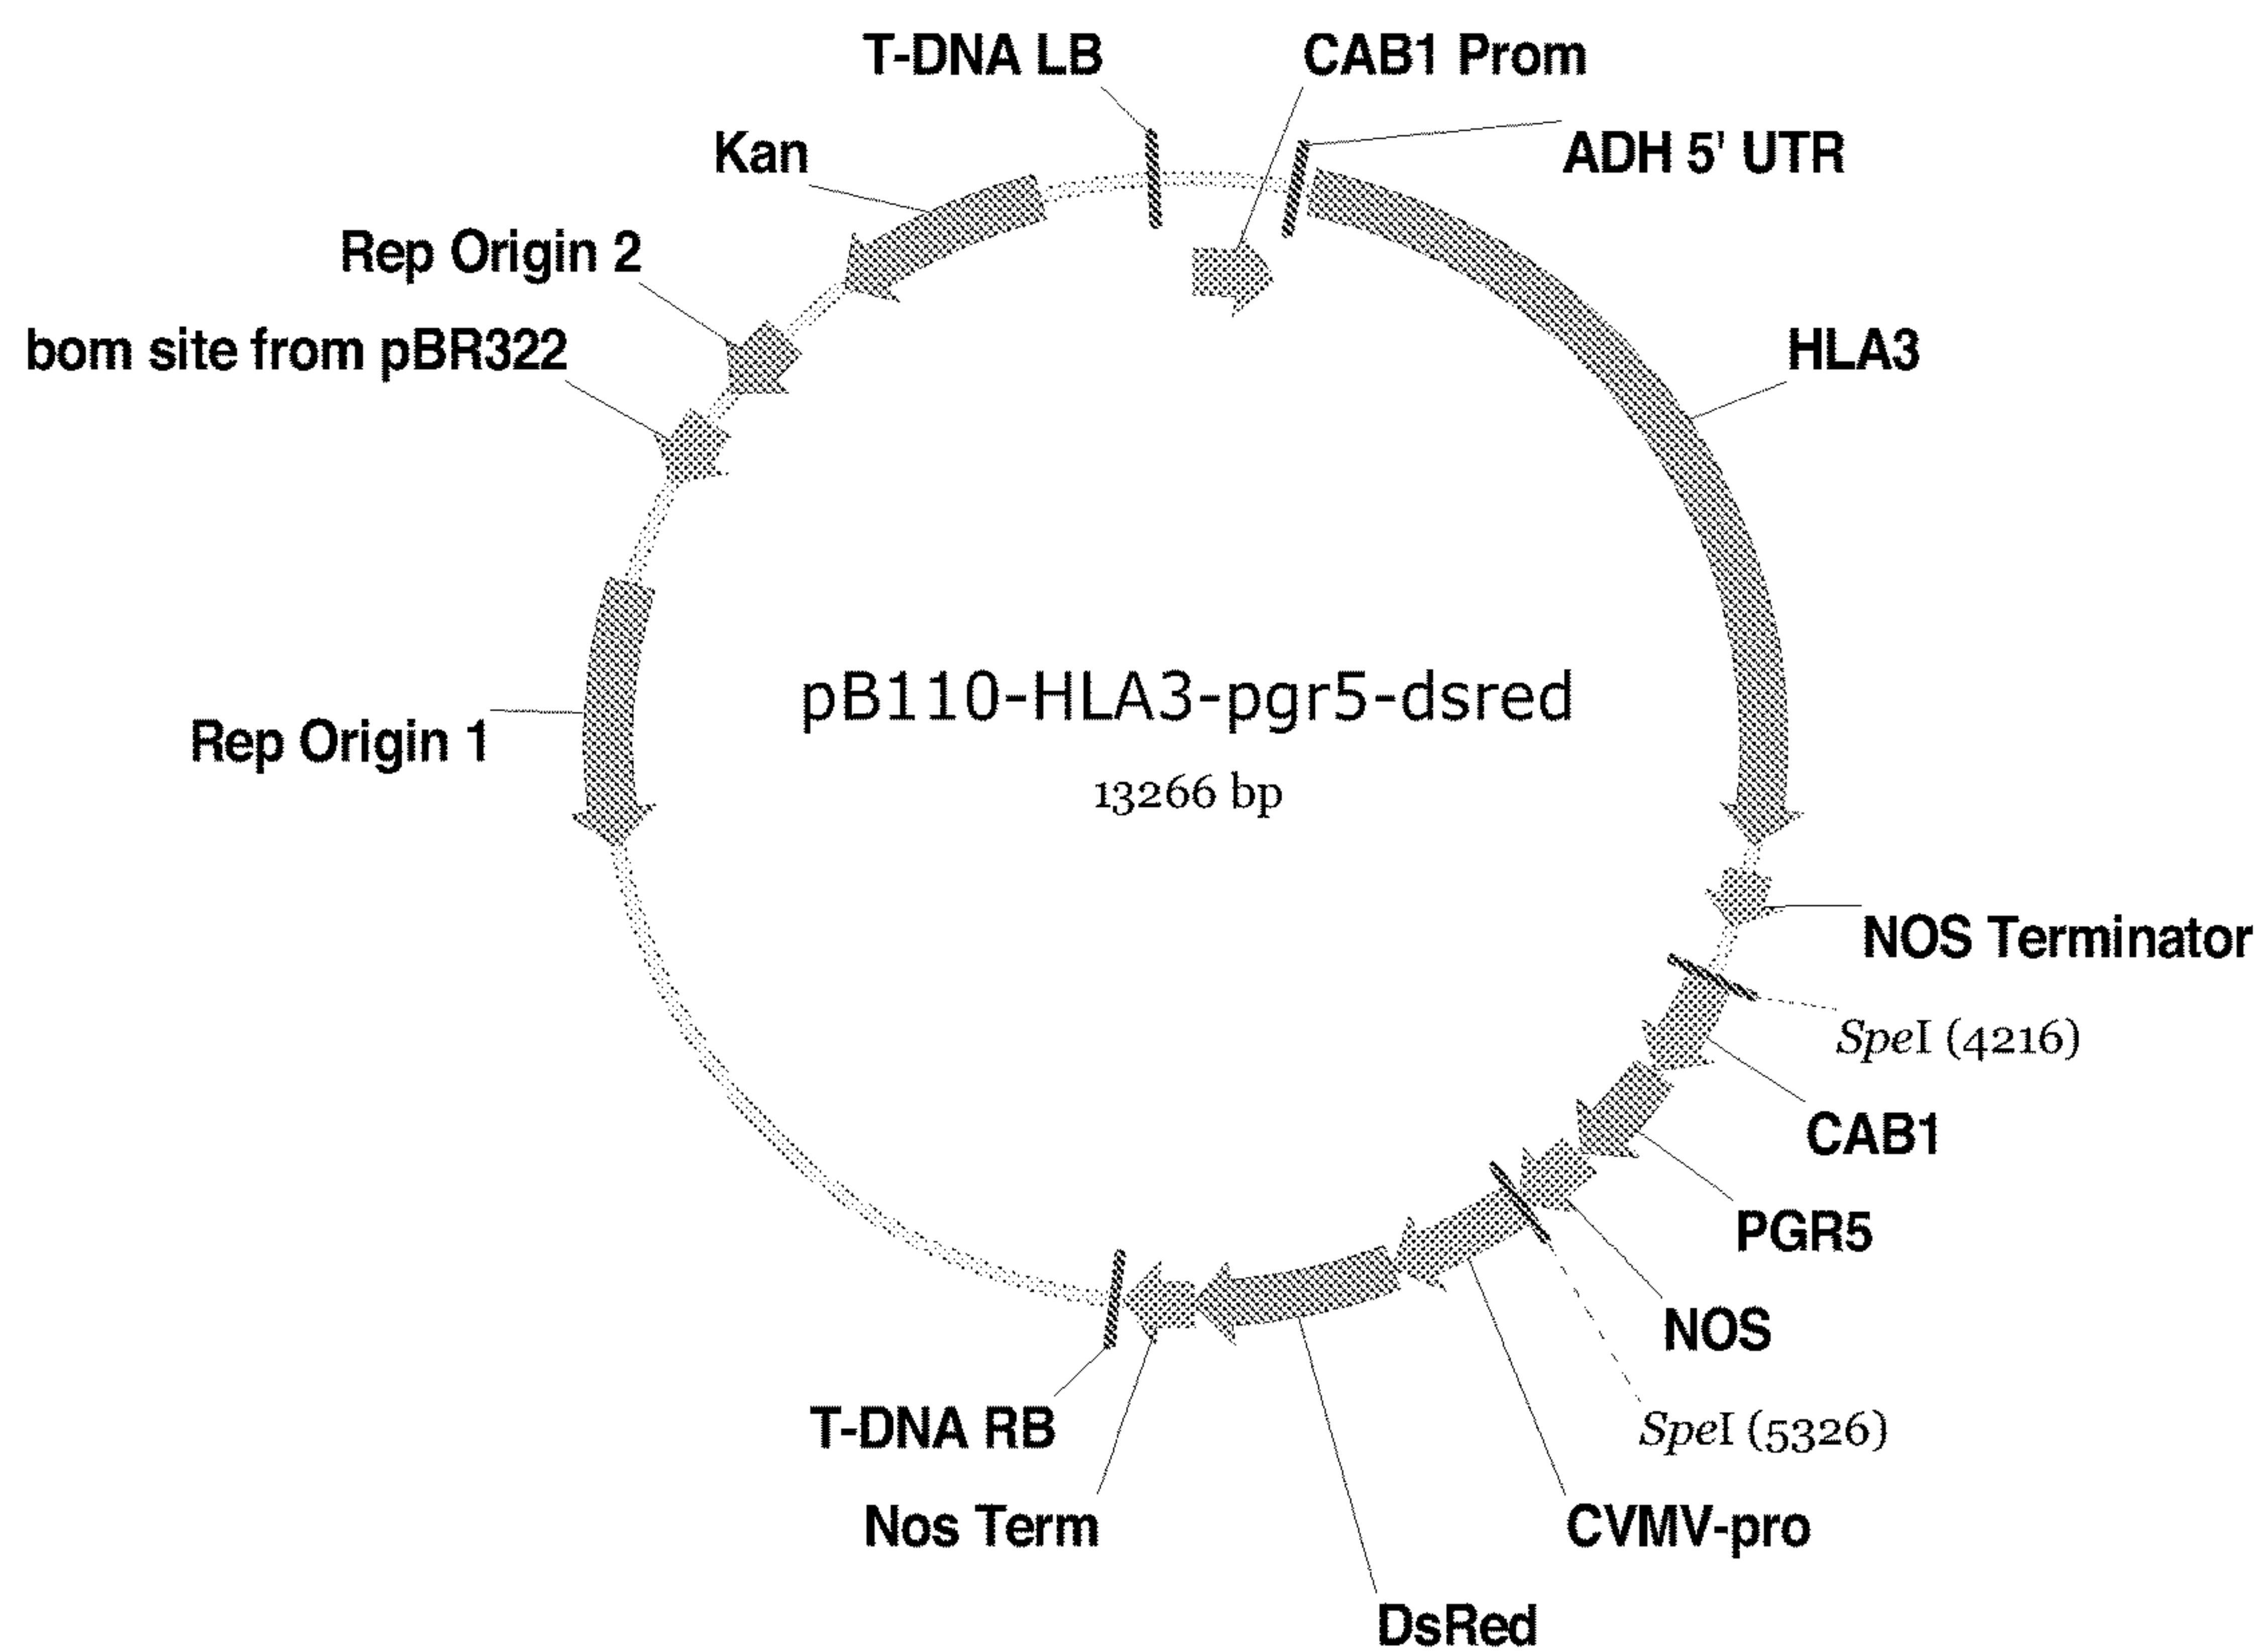 T-DNA LB
CAB1 Prom
Kan
ADH 5' UTR
Rep Origin 2
bom site from pBR322
HLA3
pB110-HLA3-pgr5-dsred
13266 bp
Rep Origin 1
NOS Terminator
SpeI (4216)
CAB1
PGR5
NOS
SpeI (5326)
T-DNA RB
Nos Term
CVMV-pro
DsRed